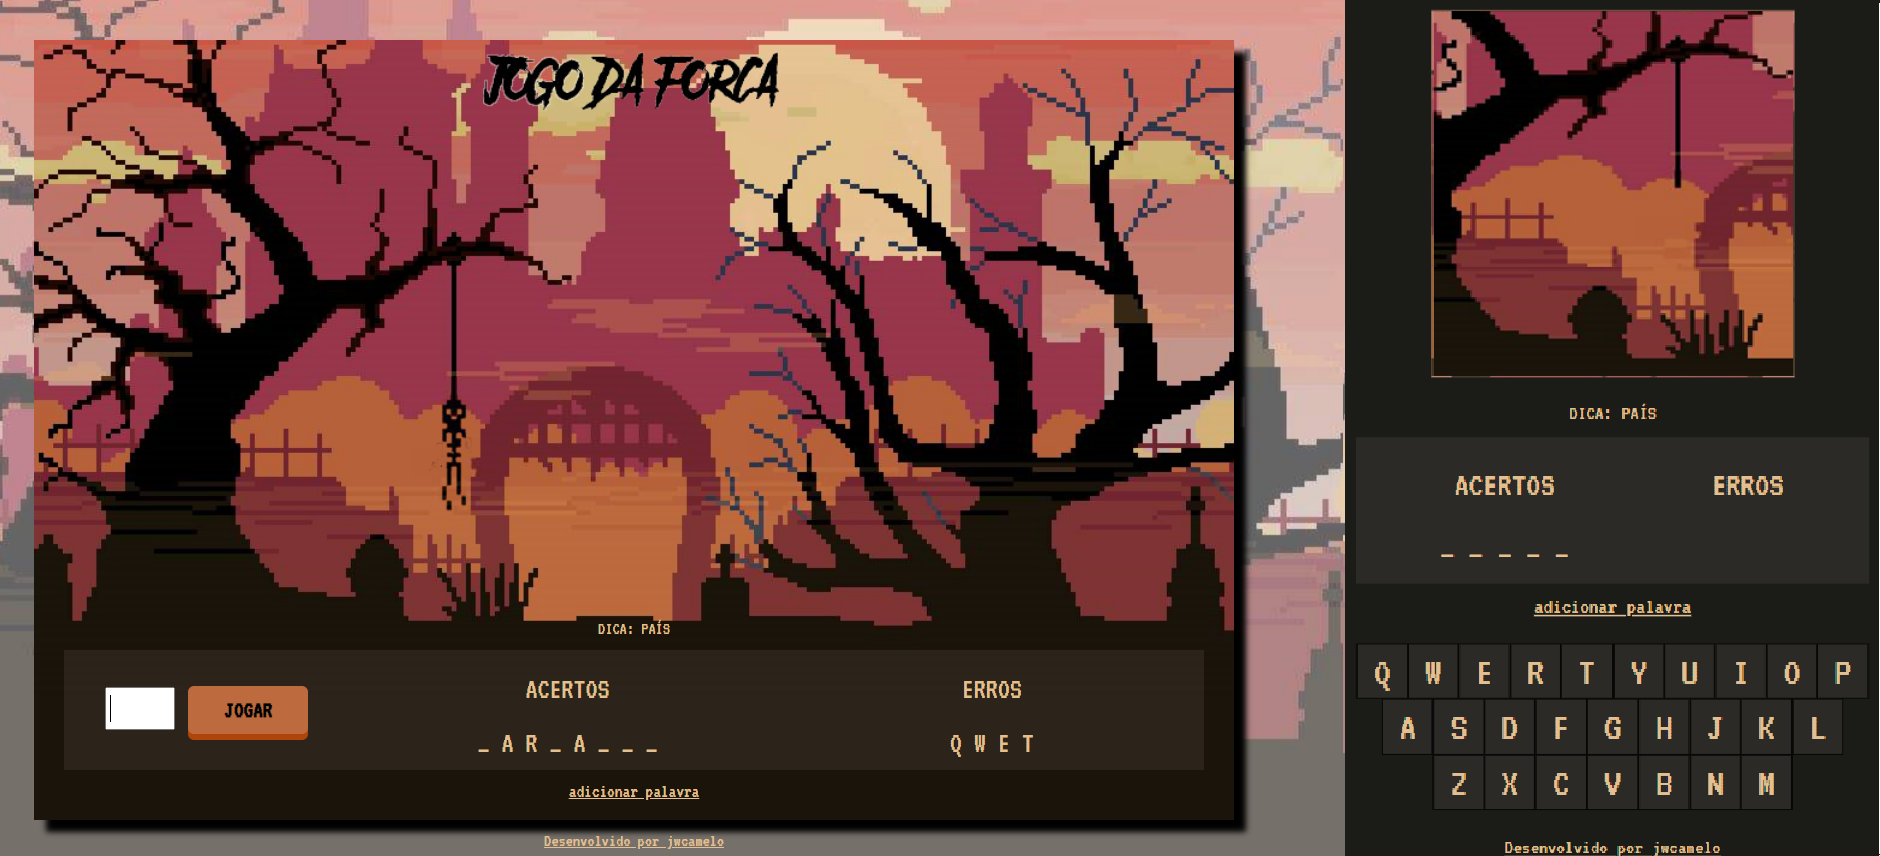 JOGO DA FORCA
DICA: PAÍS
JOGAR
ACERTOS
_ A R _ A _ _ _
ERROS
Q W E T
adicionar palavra
Desenvolvido por jwcamelo
DICA: PAÍS
ACERTOS
_ _ _ _ _
ERROS
adicionar palavra
Q W E R T Y U I O P
A S D F G H J K L
Z X C V B N M
Desenvolvido por jwcamelo